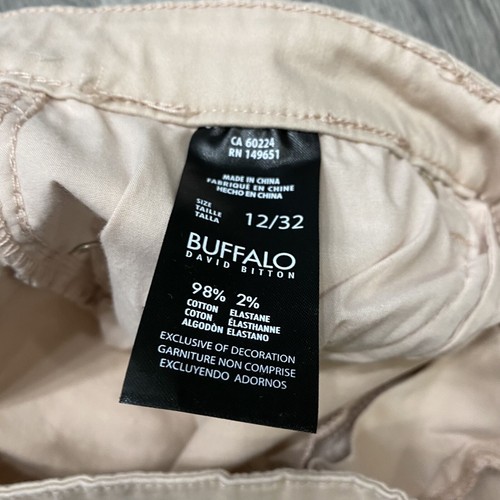 CA 60224
RN 149651
MADE IN CHINA
FABRIQUE EN CHINE
HECHO EN CHINA
SIZE
TAILLE
TALLA
12/32
BUFFALO
DAVID BITTON
98% 2%
COTTON ELASTANE
COTON ÉLASTHANNE
ALGODÓN ELASTANO
EXCLUSIVE OF DECORATION
GARNITURE NON COMPRISE
EXCLUYENDO ADORNOS